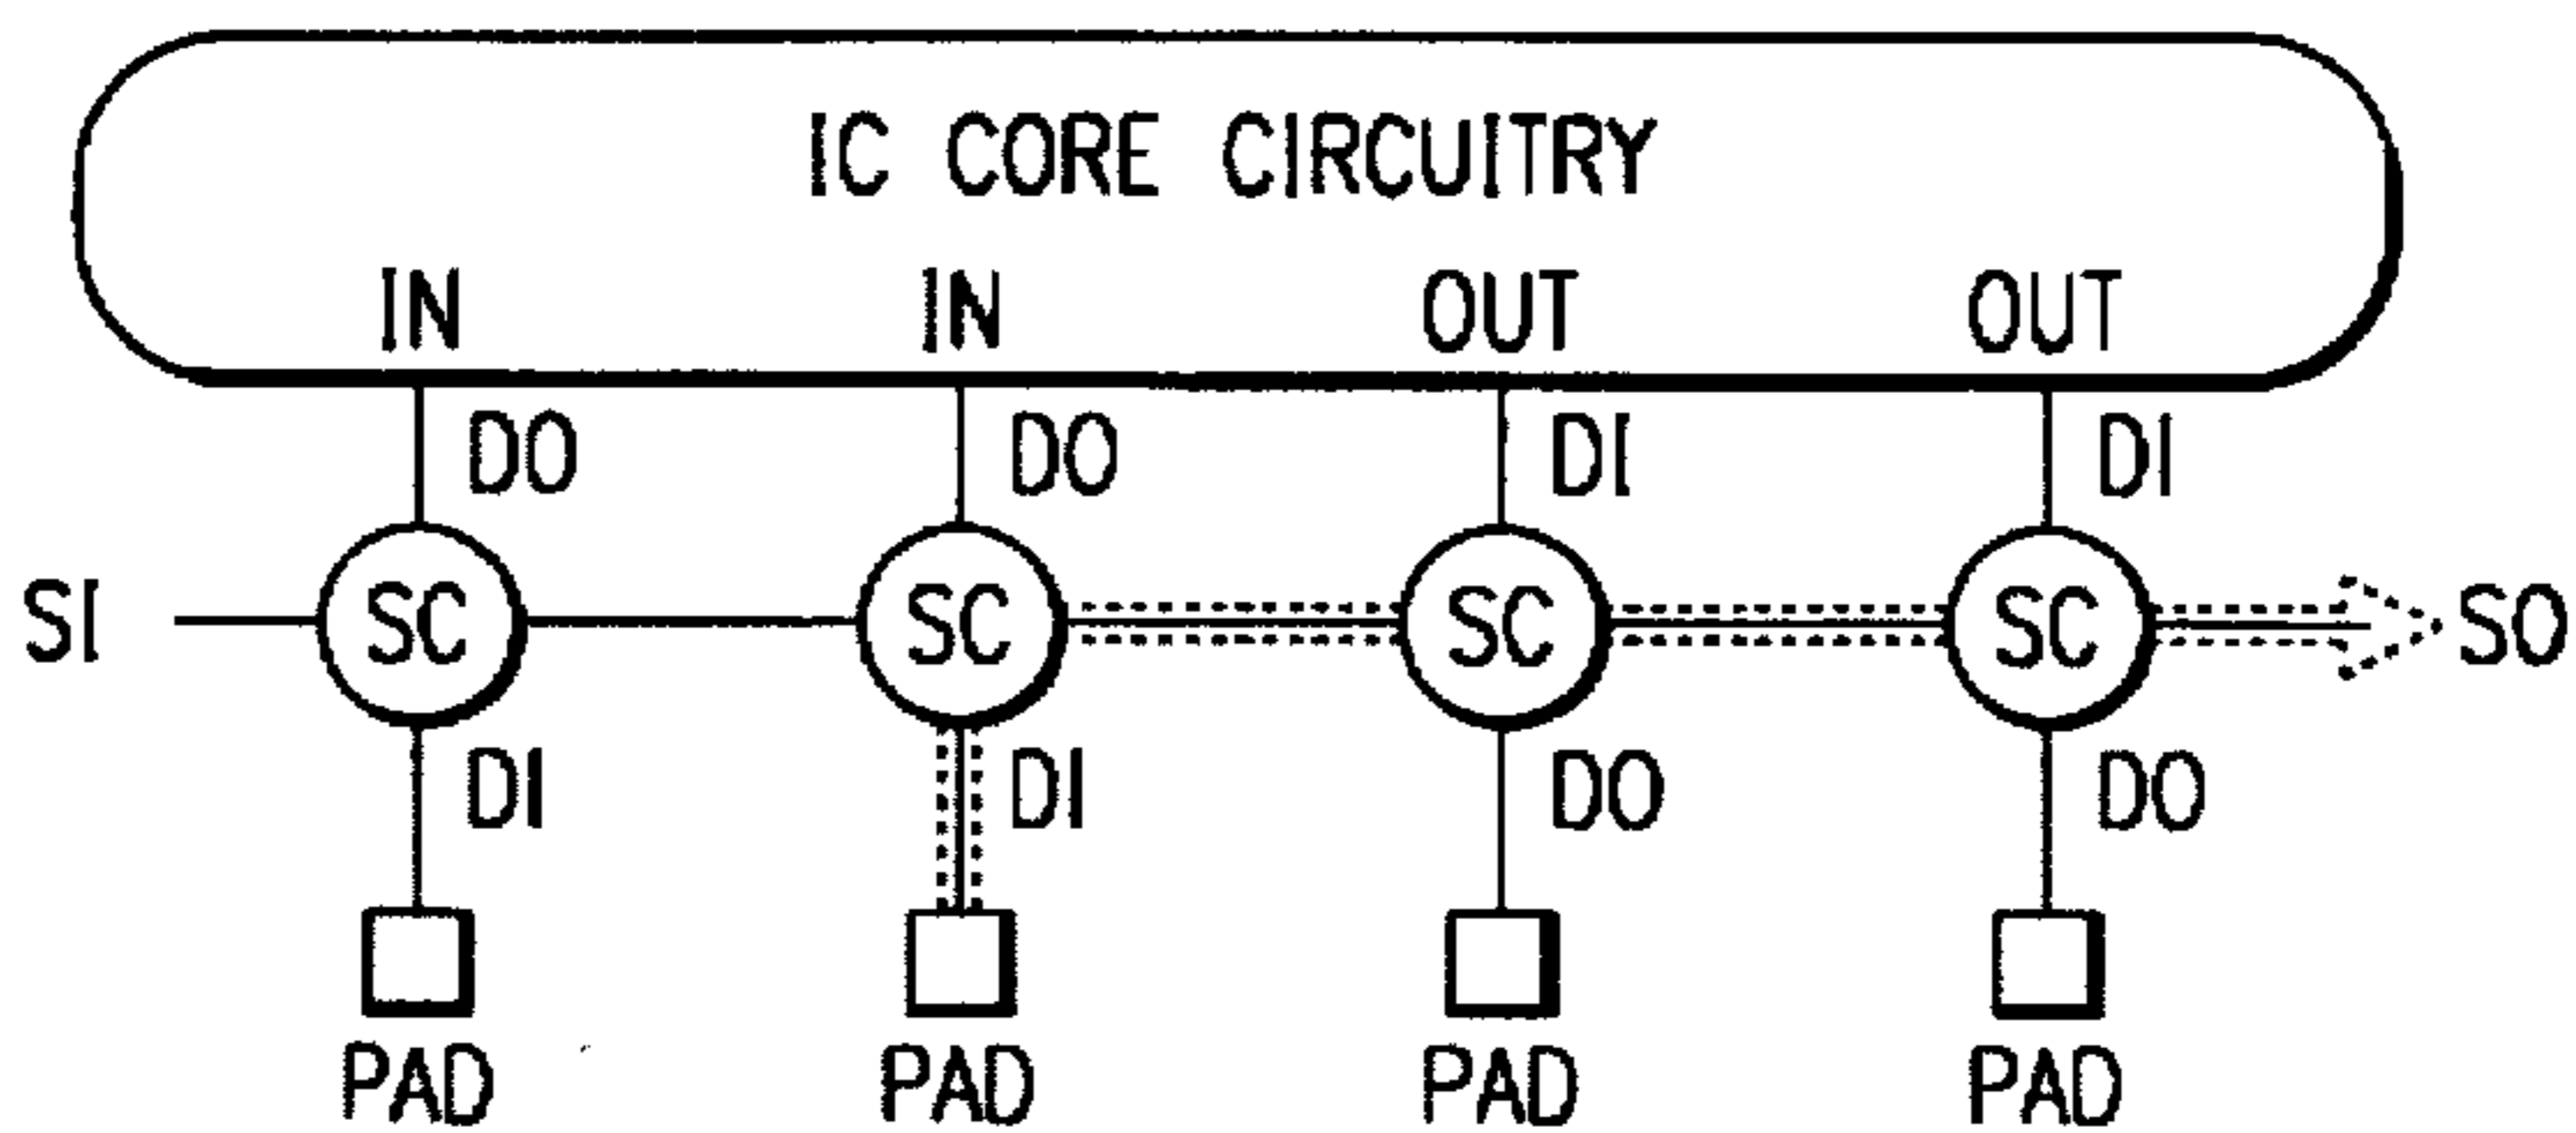 IC CORE CIRCUITRY
IN IN OUT OUT
DO DO DI DI
SI SC SC SC SC SO
DI DI DO DO
PAD PAD PAD PAD